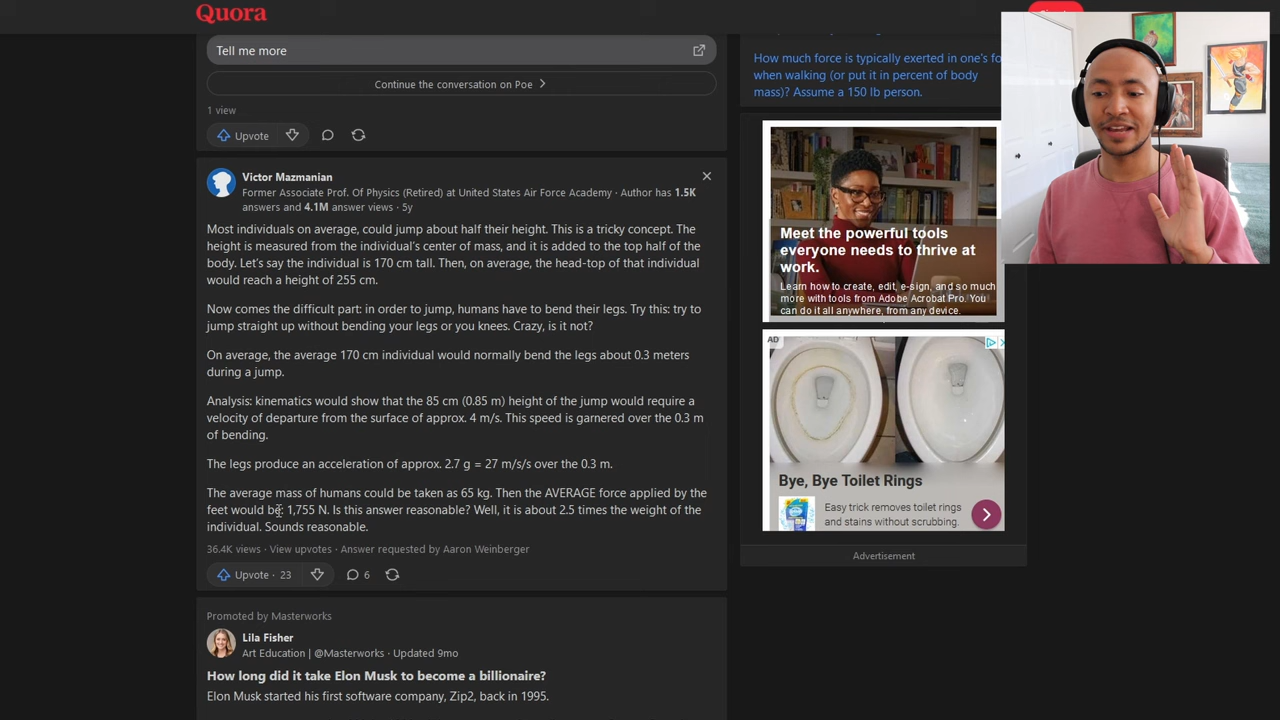 Quora
Tell me more
Continue the conversation on Poe
1 view
Upvote
Victor Mazmanian
Former Associate Prof. Of Physics (Retired) at United States Air Force Academy · Author has 1.5K
answers and 4.1M answer views · 5y
Most individuals on average, could jump about half their height. This is a tricky concept. The
height is measured from the individual's center of mass, and it is added to the top half of the
body. Let's say the individual is 170 cm tall. Then, on average, the head-top of that individual
would reach a height of 255 cm.
Now comes the difficult part: in order to jump, humans have to bend their legs. Try this: try to
jump straight up without bending your legs or you knees. Crazy, is it not?
On average, the average 170 cm individual would normally bend the legs about 0.3 meters
during a jump.
Analysis: kinematics would show that the 85 cm (0.85 m) height of the jump would require a
velocity of departure from the surface of approx. 4 m/s. This speed is garnered over the 0.3 m
of bending.
The legs produce an acceleration of approx. 2.7 g = 27 m/s/s over the 0.3 m.
The average mass of humans could be taken as 65 kg. Then the AVERAGE force applied by the
feet would be 1,755 N. Is this answer reasonable? Well, it is about 2.5 times the weight of the
individual. Sounds reasonable.
36.4K views · View upvotes · Answer requested by Aaron Weinberger
Upvote · 23
6
Promoted by Masterworks
Lila Fisher
Art Education | @Masterworks · Updated 9mo
How long did it take Elon Musk to become a billionaire?
Elon Musk started his first software company, Zip2, back in 1995.
How much force is typically exerted in one's
when walking (or put it in percent of body
mass)? Assume a 150 lb person.
Meet the powerful tools
everyone needs to thrive at
work.
Learn how to create, edit, e-sign, and so much
more with tools from Adobe Acrobat Pro. You
can do it all anywhere, from any device.
AD
Bye, Bye Toilet Rings
Easy trick removes toilet rings
and stains without scrubbing.
Advertisement